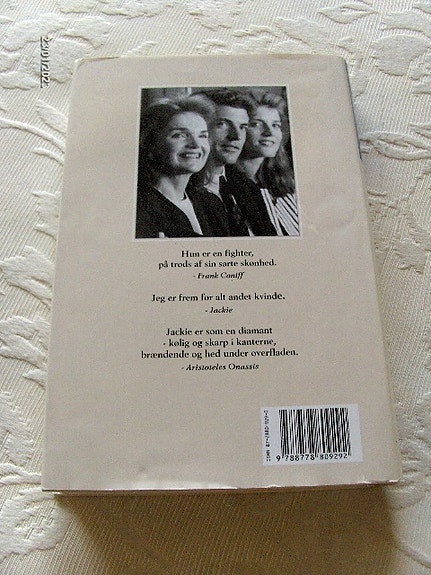 Hun er en fighter,
på trods af sin sarte skønhed.
- Frank Coniff
Jeg er frem for alt andet kvinde.
- Jackie
Jackie er som en diamant
- kølig og skarp i kanterne,
brændende og hed under overfladen.
- Aristoteles Onassis
9 788778 809292